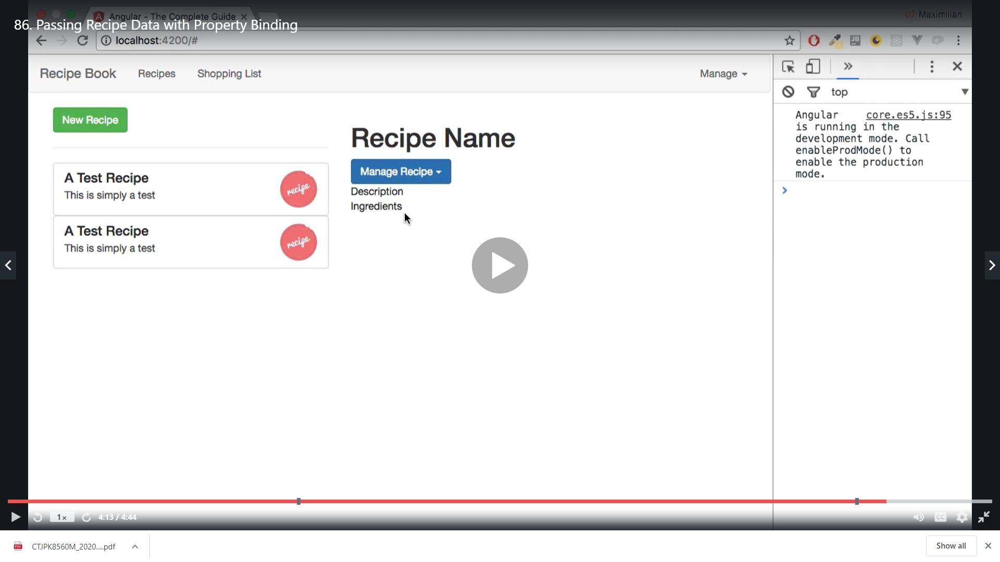 Angular - The Complete Guide
Maximilian
86. Passing Recipe Data with Property Binding
localhost:4200/#
JB
Recipe Book
Recipes
Shopping List
Manage
top
New Recipe
Angular core.es5.js:95
is running in the
development mode. Call
enableProdMode() to
enable the production
mode.
Recipe Name
Manage Recipe
Description
Ingredients
A Test Recipe
This is simply a test
recipe
A Test Recipe
This is simply a test
recipe
1x
4:13 / 4:44
CC
PDF
CTJPK8560M_2020....pdf
Show all